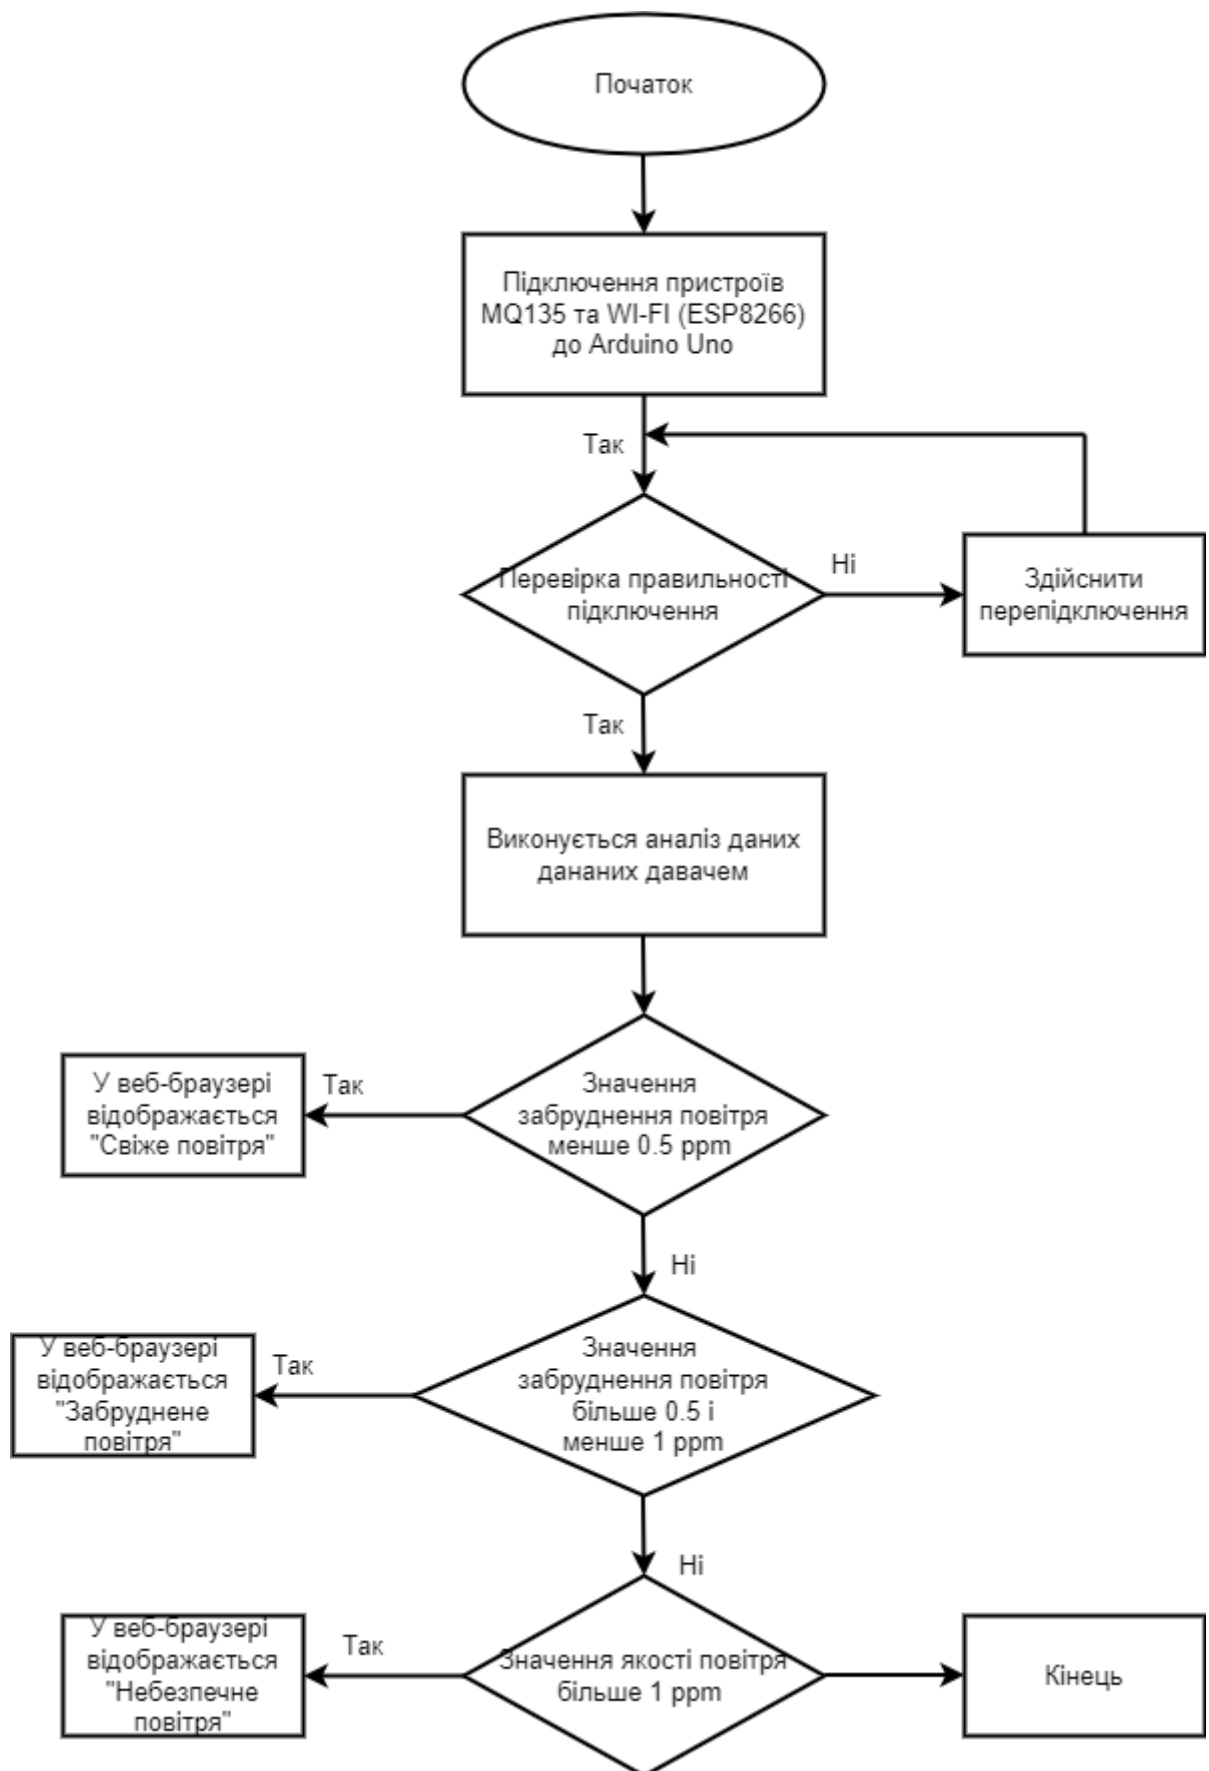 Початок
Підключення пристроїв
MQ135 та WI-FI (ESP8266)
до Arduino Uno
Так
Перевірка правильності
підключення
Ні
Здійснити
перепідключення
Так
Виконується аналіз даних
дананих давачем
У веб-браузері
відображається
"Свіже повітря"
Так
Значення
забруднення повітря
менше 0.5 ppm
Ні
У веб-браузері
відображається
"Забруднене
повітря"
Так
Значення
забруднення повітря
більше 0.5 і
менше 1 ppm
Ні
У веб-браузері
відображається
"Небезпечне
повітря"
Так
Значення якості повітря
більше 1 ppm
Кінець